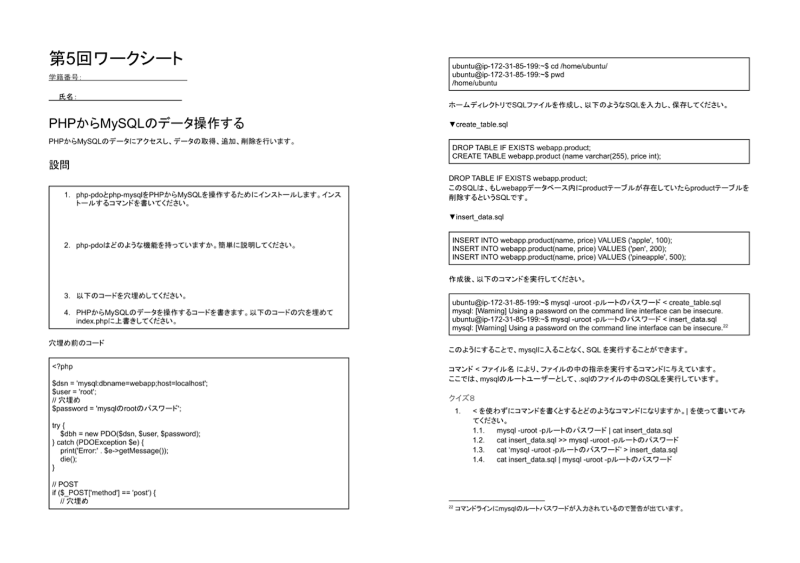 第5回ワークシート
学籍番号:
氏名:
PHPからMySQLのデータ操作する
PHPからMySQLのデータにアクセスし、データの取得、追加、削除を行います。
設問
1. php-pdoとphp-mysqlをPHPからMySQLを操作するためにインストールします。インス
トールするコマンドを書いてください。
2. php-pdoはどのような機能を持っていますか。簡単に説明してください。
3. 以下のコードを穴埋めしてください。
4. PHPからMySQLのデータを操作するコードを書きます。以下のコードの穴を埋めて
index.phpに上書きしてください。
穴埋め前のコード
<?php
$dsn = 'mysql:dbname=webapp;host=localhost';
$user = 'root';
// 穴埋め
$password = 'mysqlのrootのパスワード';
try {
$dbh = new PDO($dsn, $user, $password);
} catch (PDOException $e) {
print('Error:' . $e->getMessage());
die();
}
// POST
if ($_POST['method'] == 'post') {
// 穴埋め
ubuntu@ip-172-31-85-199:~$ cd /home/ubuntu/
ubuntu@ip-172-31-85-199:~$ pwd
/home/ubuntu
ホームディレクトリでSQLファイルを作成し、以下のようなSQLを入力し、保存してください。
▼create_table.sql
DROP TABLE IF EXISTS webapp.product;
CREATE TABLE webapp.product (name varchar(255), price int);
DROP TABLE IF EXISTS webapp.product;
このSQLは、もしwebappデータベース内にproductテーブルが存在していたらproductテーブルを
削除するというSQLです。
▼insert_data.sql
INSERT INTO webapp.product(name, price) VALUES ('apple', 100);
INSERT INTO webapp.product(name, price) VALUES ('pen', 200);
INSERT INTO webapp.product(name, price) VALUES ('pineapple', 500);
作成後、以下のコマンドを実行してください。
ubuntu@ip-172-31-85-199:~$ mysql -uroot -pルートのパスワード < create_table.sql
mysql: [Warning] Using a password on the command line interface can be insecure.
ubuntu@ip-172-31-85-199:~$ mysql -uroot -pルートのパスワード < insert_data.sql
mysql: [Warning] Using a password on the command line interface can be insecure.22
このようにすることで、mysqlに入ることなく、SQL を実行することができます。
コマンド < ファイル名 により、ファイルの中の指示を実行するコマンドに与えています。
ここでは、mysqlのルートユーザーとして、.sqlのファイルの中のSQLを実行しています。
クイズ8
1. < を使わずにコマンドを書くとするとどのようなコマンドになりますか。| を使って書いてみ
てください。
1.1. mysql -uroot -pルートのパスワード | cat insert_data.sql
1.2. cat insert_data.sql >> mysql -uroot -pルートのパスワード
1.3. cat 'mysql -uroot -pルートのパスワード' > insert_data.sql
1.4. cat insert_data.sql | mysql -uroot -pルートのパスワード
22 コマンドラインにmysqlのルートパスワードが入力されているので警告が出ています。